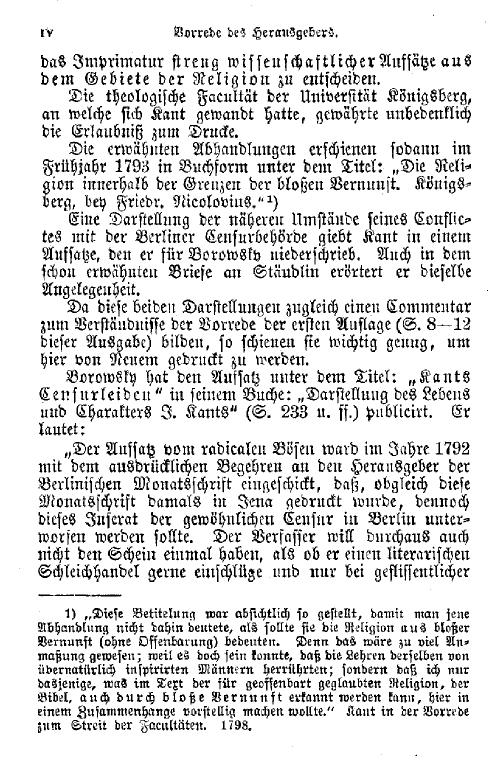 IV Vorrede des Herausgebers.
das Imprimatur streng wissenschaftlicher Aufsätze aus
dem Gebiete der Religion zu entscheiden.
Die theologische Facultät der Universität Königsberg,
an welche sich Kant gewandt hatte, gewährte unbedenklich
die Erlaubniß zum Drucke.
Die erwähnten Abhandlungen erschienen sodann im
Frühjahr 1793 in Buchform unter dem Titel: „Die Reli-
gion innerhalb der Grenzen der bloßen Vernunft. Königs-
berg, bey Friedr. Nicolovius.“¹)
Eine Darstellung der näheren Umstände seines Conflic-
tes mit der Berliner Censurbehörde giebt Kant in einem
Aufsatze, den er für Borowsky niederschrieb. Auch in dem
schon erwähnten Briefe an Stäudlin erörtert er dieselbe
Angelegenheit.
Da diese beiden Darstellungen zugleich einen Commentar
zum Verständnisse der Vorrede der ersten Auflage (S. 8—12
dieser Ausgabe) bilden, so schienen sie wichtig genug, um
hier von Neuem gedruckt zu werden.
Borowsky hat den Aufsatz unter dem Titel: „Kants
Censurleiden“ in seinem Buche: „Darstellung des Lebens
und Charakters J. Kants“ (S. 233 u. ff.) publicirt. Er
lautet:
„Der Aufsatz vom radicalen Bösen ward im Jahre 1792
mit dem ausdrücklichen Begehren an den Herausgeber der
Berlinischen Monatsschrift eingeschickt, daß, obgleich diese
Monatsschrift damals in Jena gedruckt wurde, dennoch
dieses Inserat der gewöhnlichen Censur in Berlin unter-
worfen werden sollte. Der Verfasser will durchaus auch
nicht den Schein einmal haben, als ob er einen literarischen
Schleichhandel gerne einschlüge und nur bei geflissentlicher
1) „Diese Betitelung war absichtlich so gestellt, damit man jene
Abhandlung nicht dahin deutete, als sollte sie die Religion aus bloßer
Vernunft (ohne Offenbarung) bedeuten. Denn das wäre zu viel An-
maßung gewesen; weil es doch sein konnte, daß die Lehren derselben von
übernatürlich inspirirten Männern herrührten; sondern daß ich nur
dasjenige, was im Text der für geoffenbart geglaubten Religion, der
Bibel, auch durch bloße Vernunft erkannt werden kann, hier in
einem Zusammenhange vorstellig machen wollte.“ Kant in der Vorrede
zum Streit der Facultäten. 1798.